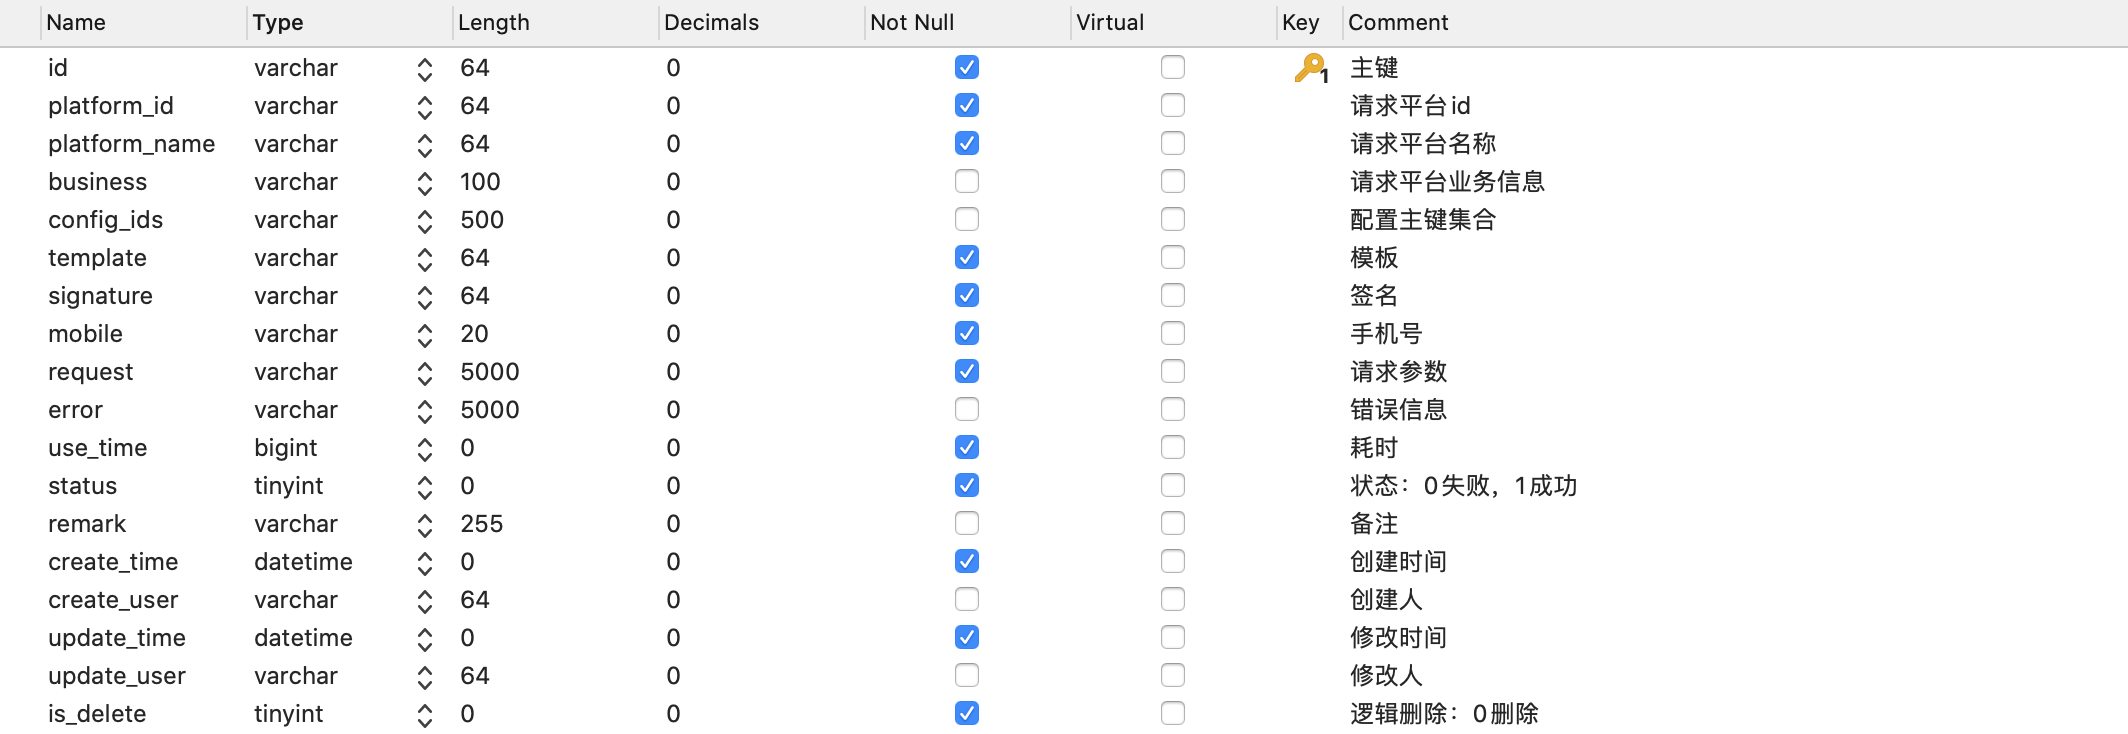 Name Type Length Decimals Not Null Virtual Key Comment
id varchar 64 0 1 主键
platform_id varchar 64 0 请求平台id
platform_name varchar 64 0 请求平台名称
business varchar 100 0 请求平台业务信息
config_ids varchar 500 0 配置主键集合
template varchar 64 0 模板
signature varchar 64 0 签名
mobile varchar 20 0 手机号
request varchar 5000 0 请求参数
error varchar 5000 0 错误信息
use_time bigint 0 0 耗时
status tinyint 0 0 状态：0失败，1成功
remark varchar 255 0 备注
create_time datetime 0 0 创建时间
create_user varchar 64 0 创建人
update_time datetime 0 0 修改时间
update_user varchar 64 0 修改人
is_delete tinyint 0 0 逻辑删除：0删除